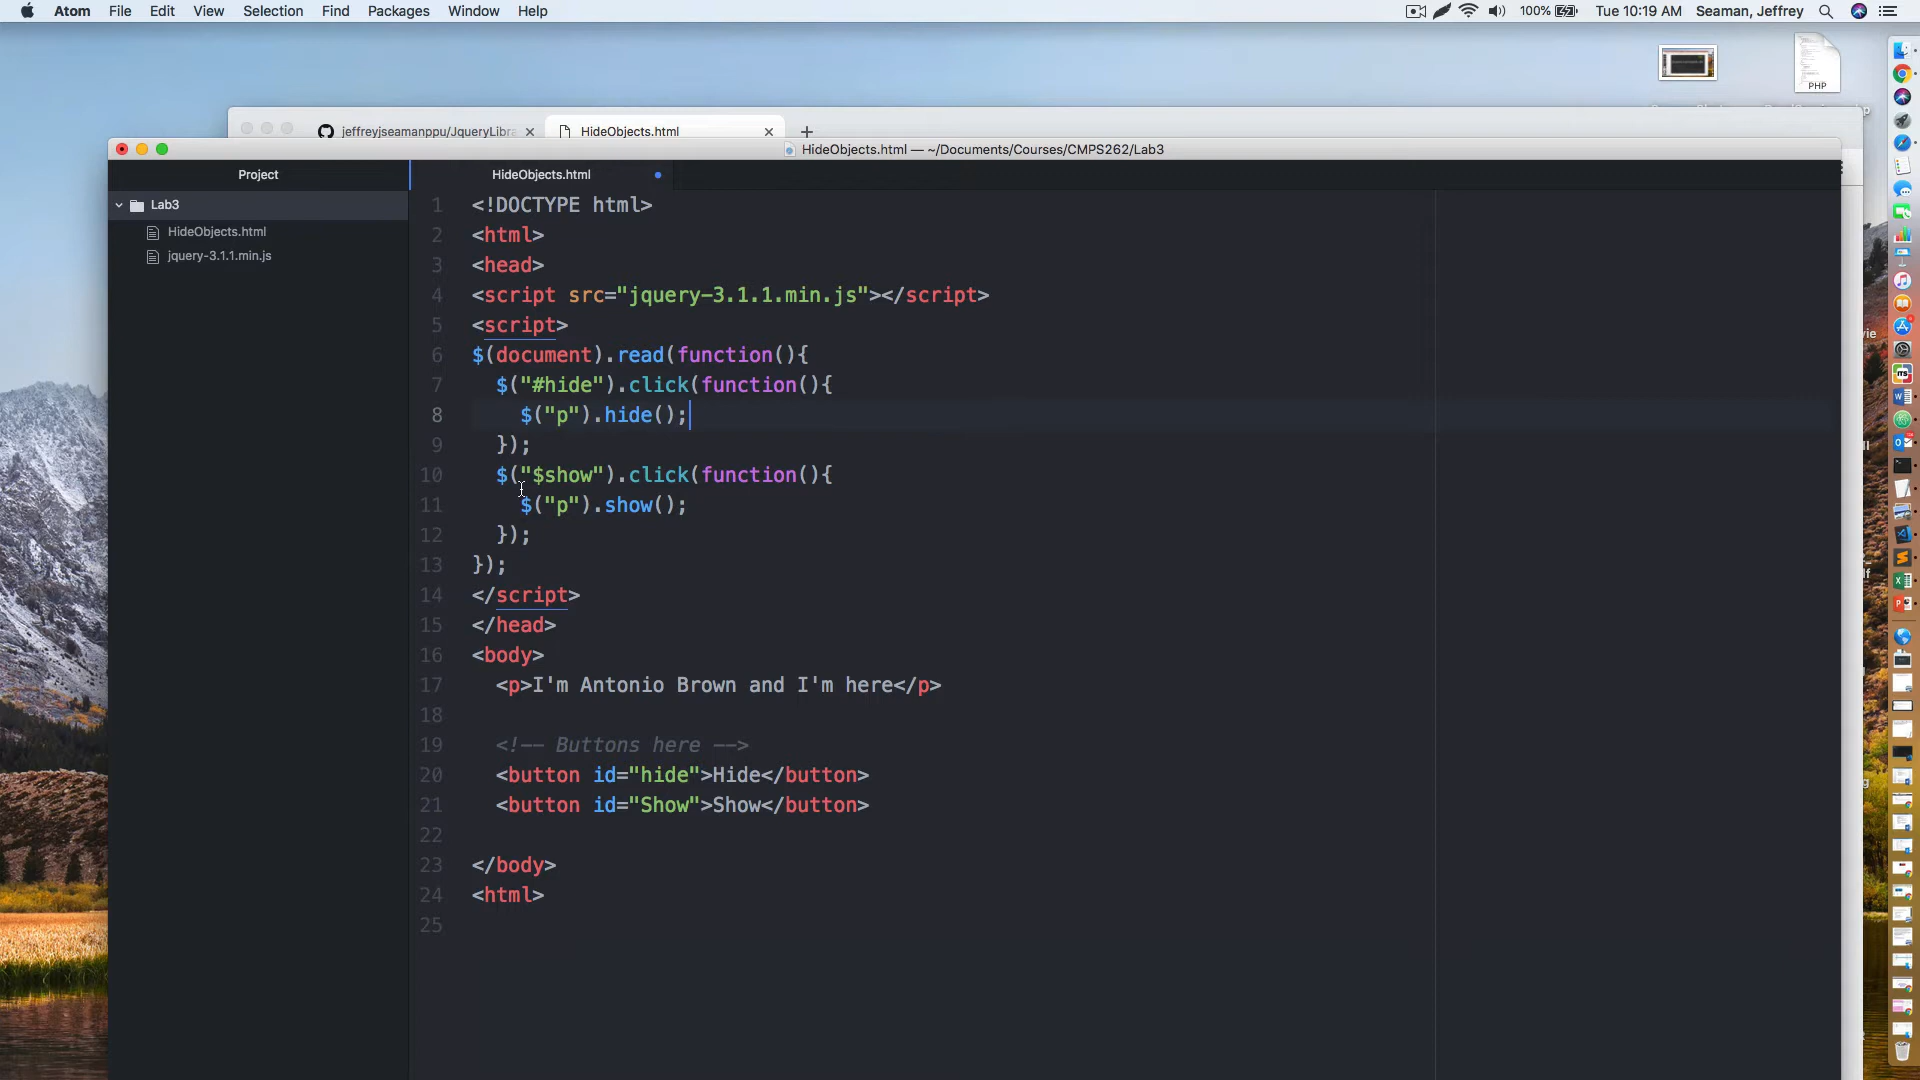 Atom File Edit View Selection Find Packages Window Help 100% Tue 10:19 AM Seaman, Jeffrey
PHP
jeffreyjseamanppu/JqueryLibra HideObjects.html
HideObjects.html — ~/Documents/Courses/CMPS262/Lab3
Project HideObjects.html
Lab3
HideObjects.html
jquery-3.1.1.min.js
1 <!DOCTYPE html>
2 <html>
3 <head>
4 <script src="jquery-3.1.1.min.js"></script>
5 <script>
6 $(document).read(function(){
7 $("#hide").click(function(){
8 $("p").hide();
9 });
10 $("$show").click(function(){
11 $("p").show();
12 });
13 });
14 </script>
15 </head>
16 <body>
17 <p>I'm Antonio Brown and I'm here</p>
18
19 <!-- Buttons here -->
20 <button id="hide">Hide</button>
21 <button id="Show">Show</button>
22
23 </body>
24 <html>
25